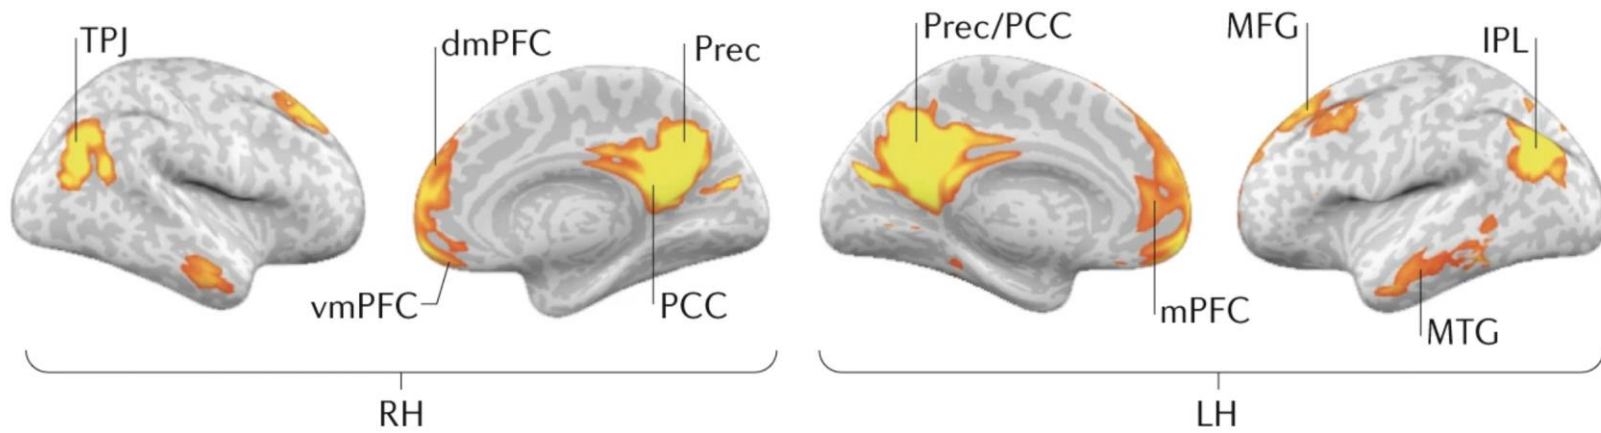 TPJ
dmPFC
Prec
vmPFC
PCC
RH
Prec/PCC
MFG
IPL
mPFC
MTG
LH